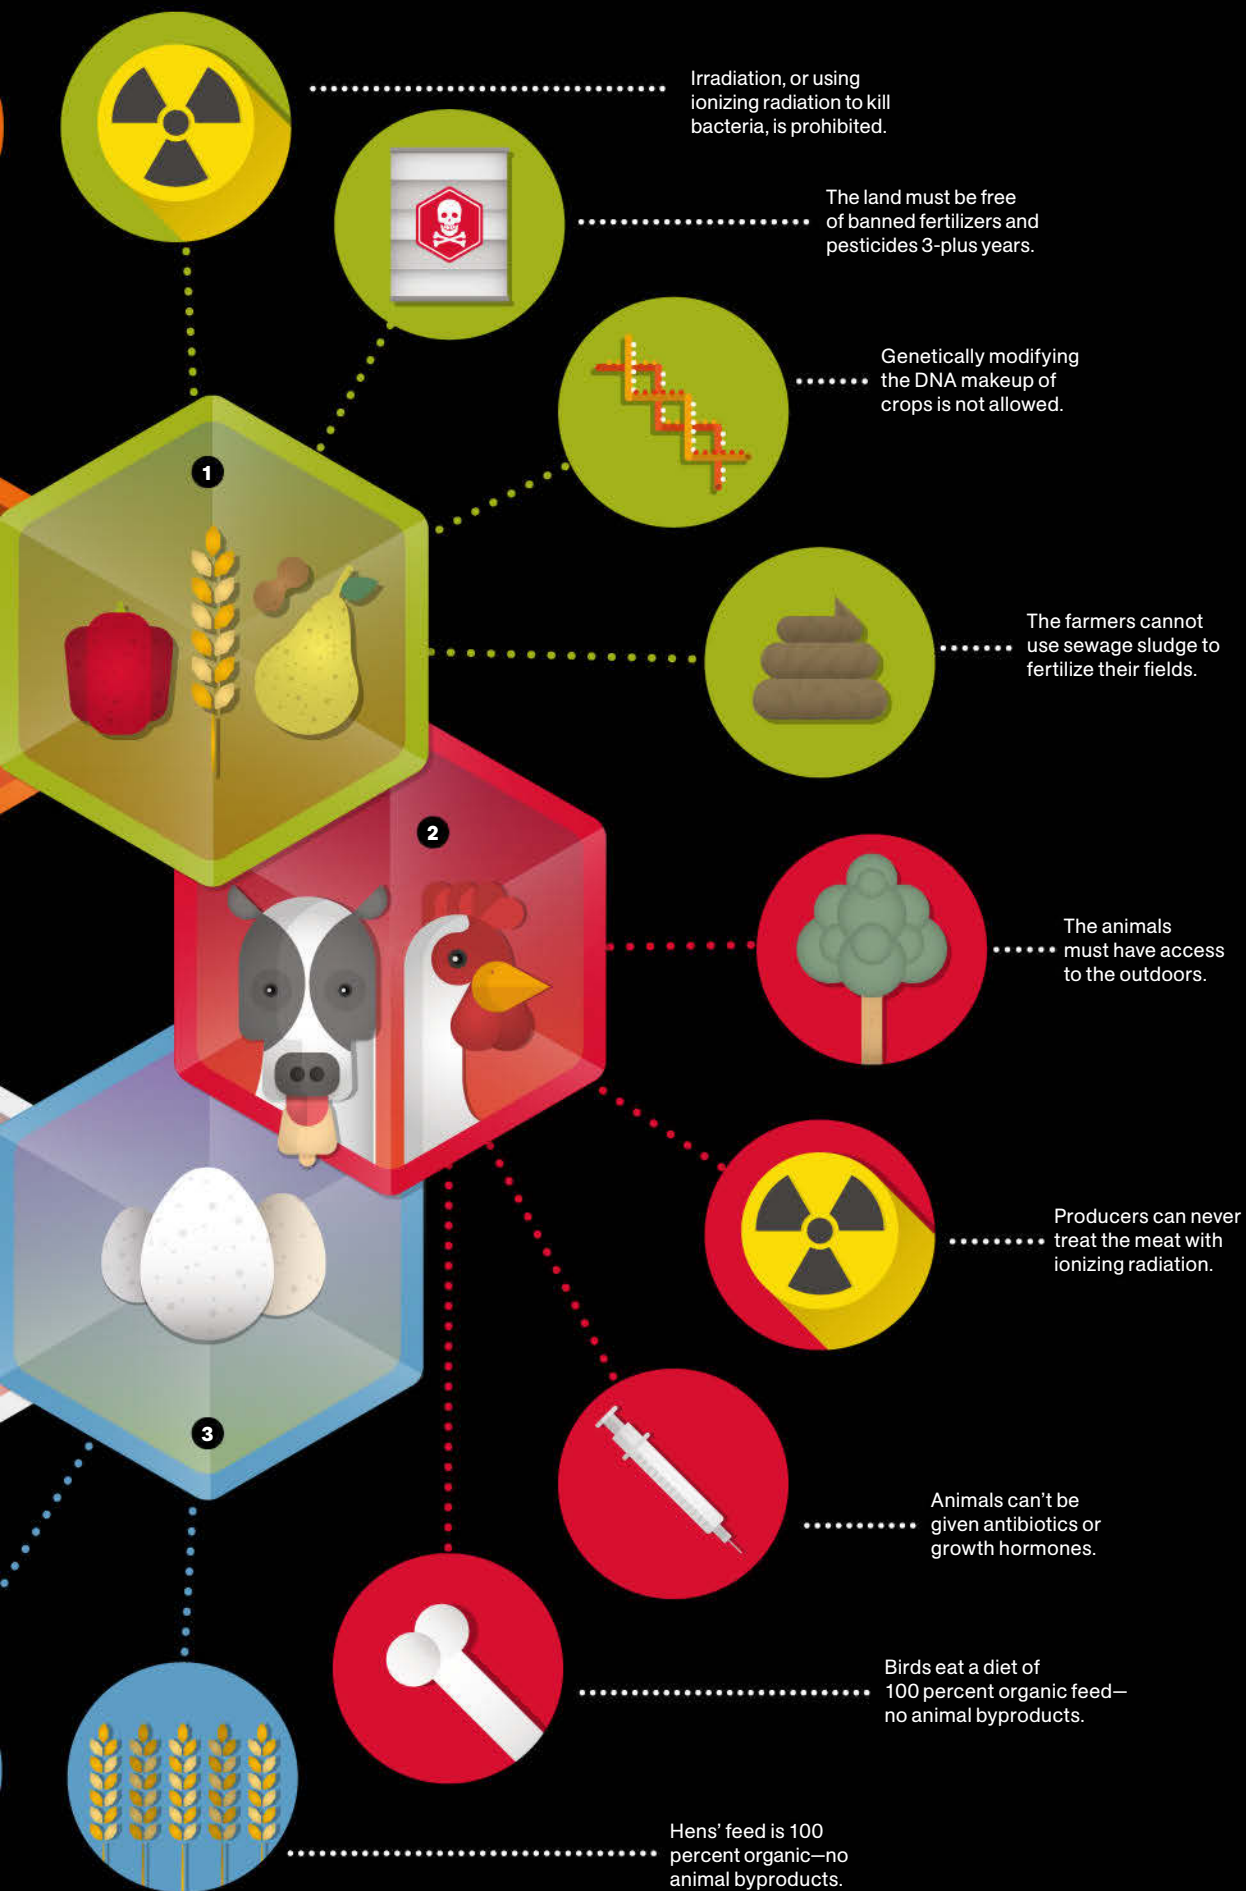 Irradiation, or using
ionizing radiation to kill
bacteria, is prohibited.
The land must be free
of banned fertilizers and
pesticides 3-plus years.
Genetically modifying
the DNA makeup of
crops is not allowed.
1
The farmers cannot
use sewage sludge to
fertilize their fields.
2
The animals
must have access
to the outdoors.
Producers can never
treat the meat with
ionizing radiation.
3
Animals can’t be
given antibiotics or
growth hormones.
Birds eat a diet of
100 percent organic feed—
no animal byproducts.
Hens’ feed is 100
percent organic—no
animal byproducts.